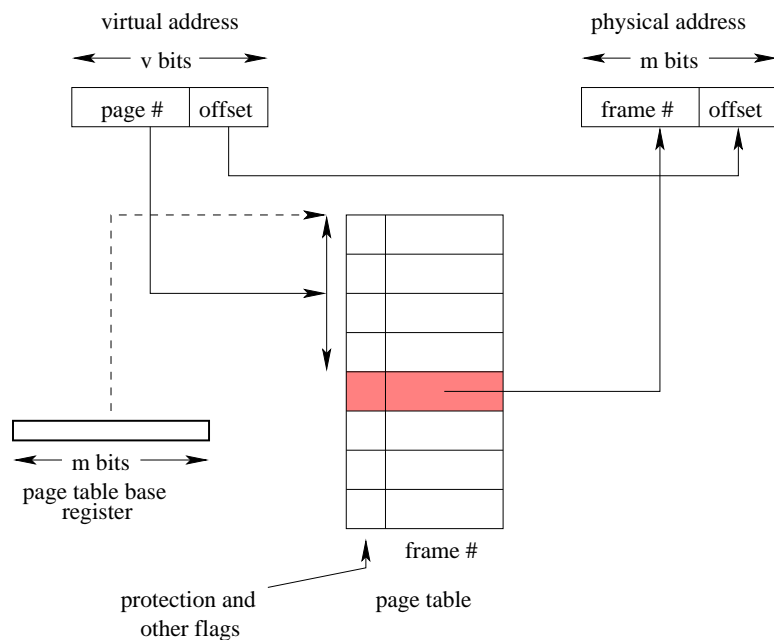 virtual address
v bits
page #
offset
physical address
m bits
frame #
offset
m bits
page table base
register
frame #
page table
protection and
other flags